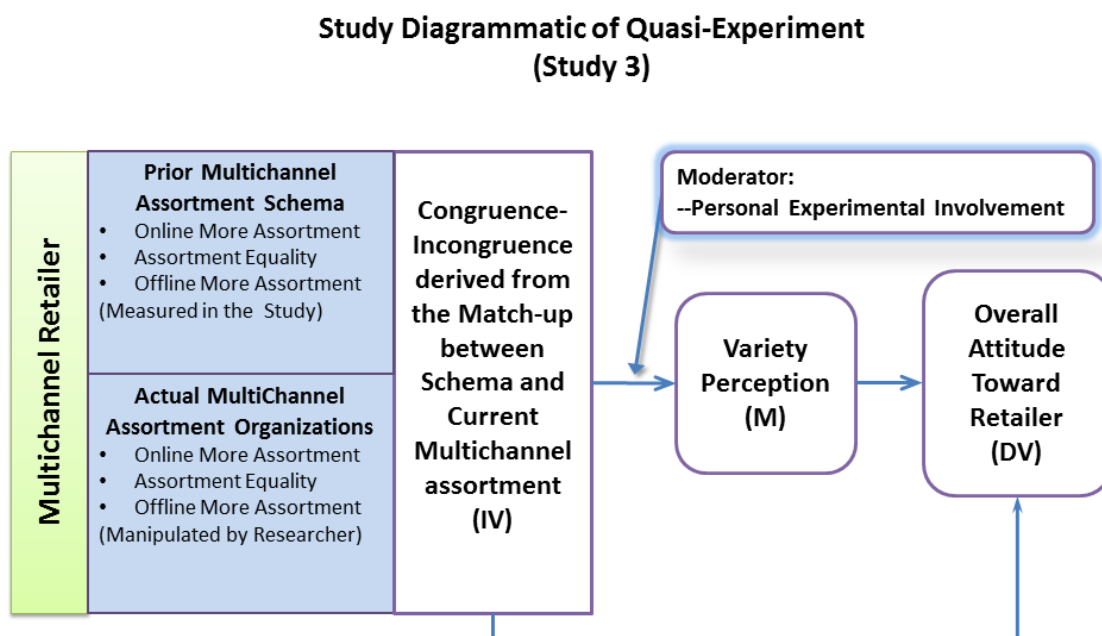 Study Diagrammatic of Quasi-Experiment
(Study 3)
Multichannel Retailer
Prior Multichannel
Assortment Schema
• Online More Assortment
• Assortment Equality
• Offline More Assortment
(Measured in the Study)
Actual MultiChannel
Assortment Organizations
• Online More Assortment
• Assortment Equality
• Offline More Assortment
(Manipulated by Researcher)
Congruence-
Incongruence
derived from
the Match-up
between
Schema and
Current
Multichannel
assortment
(IV)
Moderator:
--Personal Experimental Involvement
Variety
Perception
(M)
Overall
Attitude
Toward
Retailer
(DV)